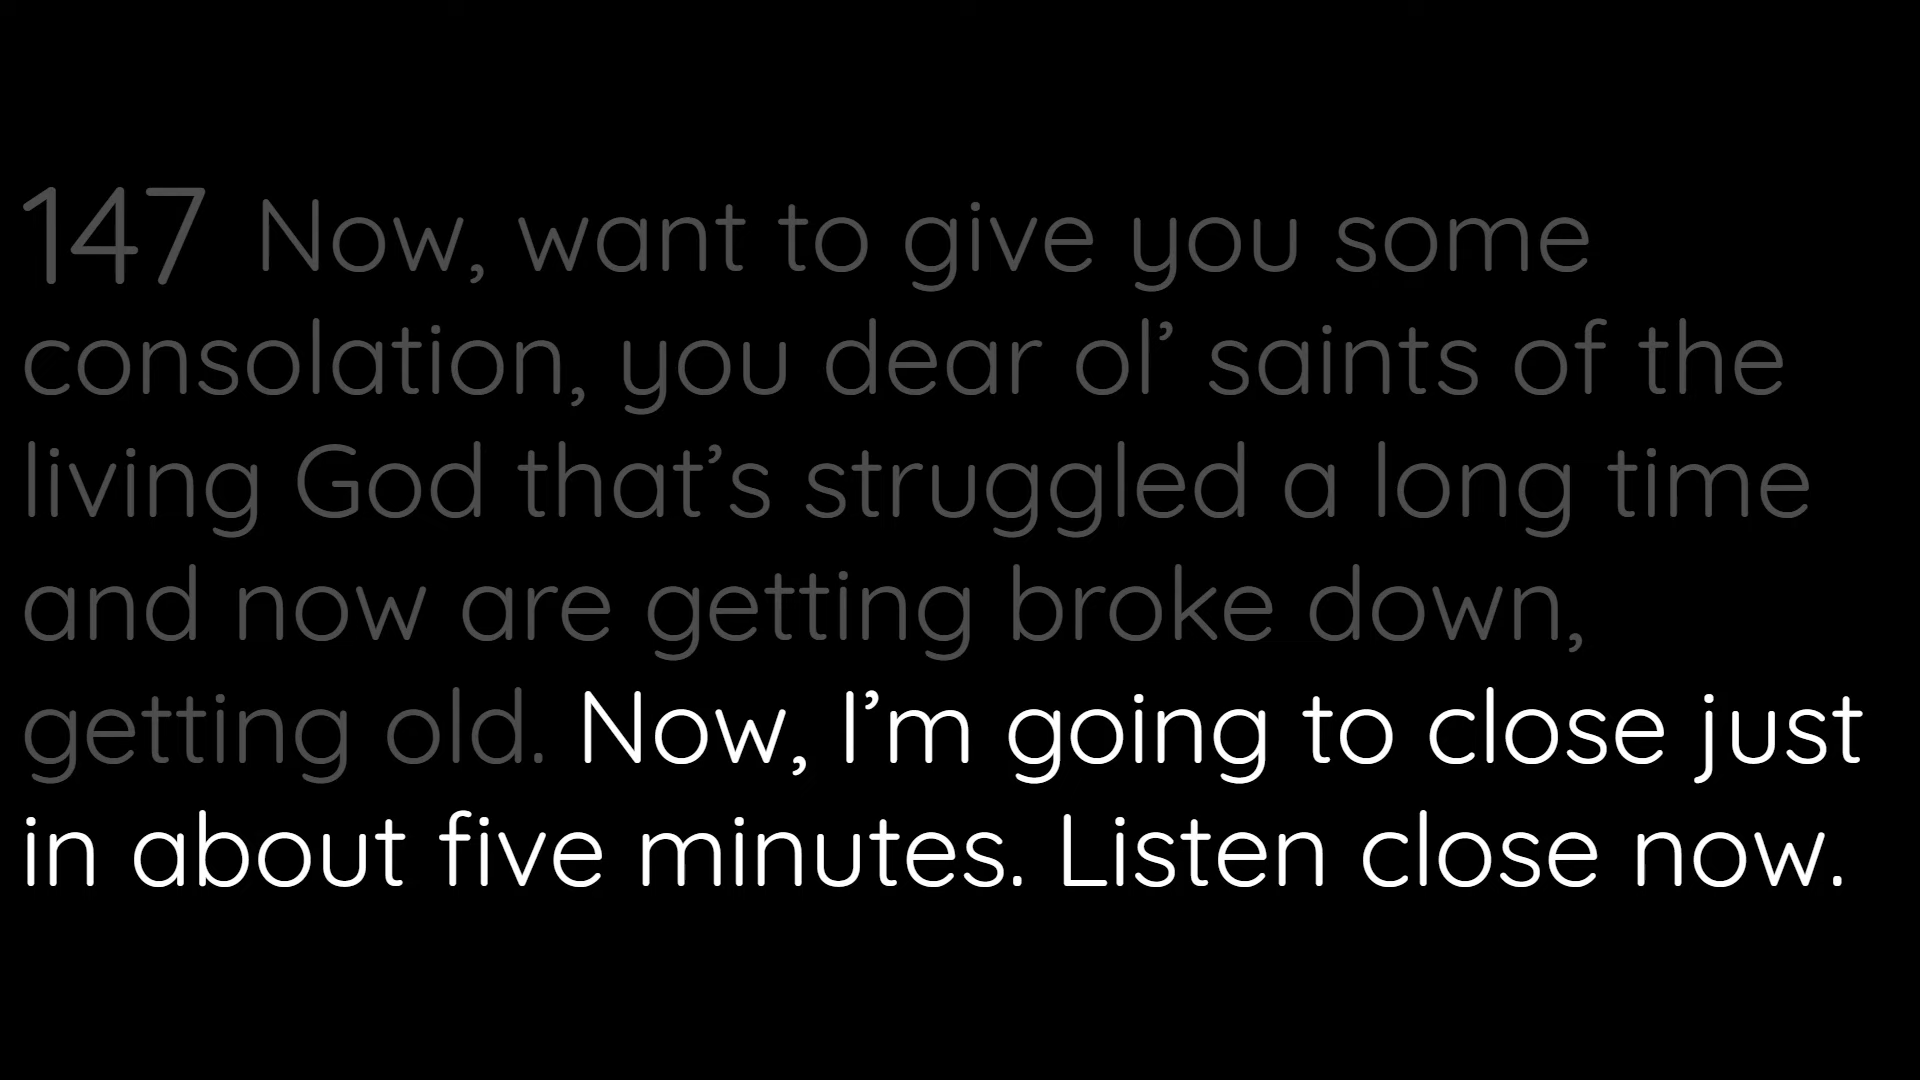 147 Now, want to give you some
consolation, you dear ol’ saints of the
living God that’s struggled a long time
and now are getting broke down,
getting old. Now, I’m going to close just
in about five minutes. Listen close now.